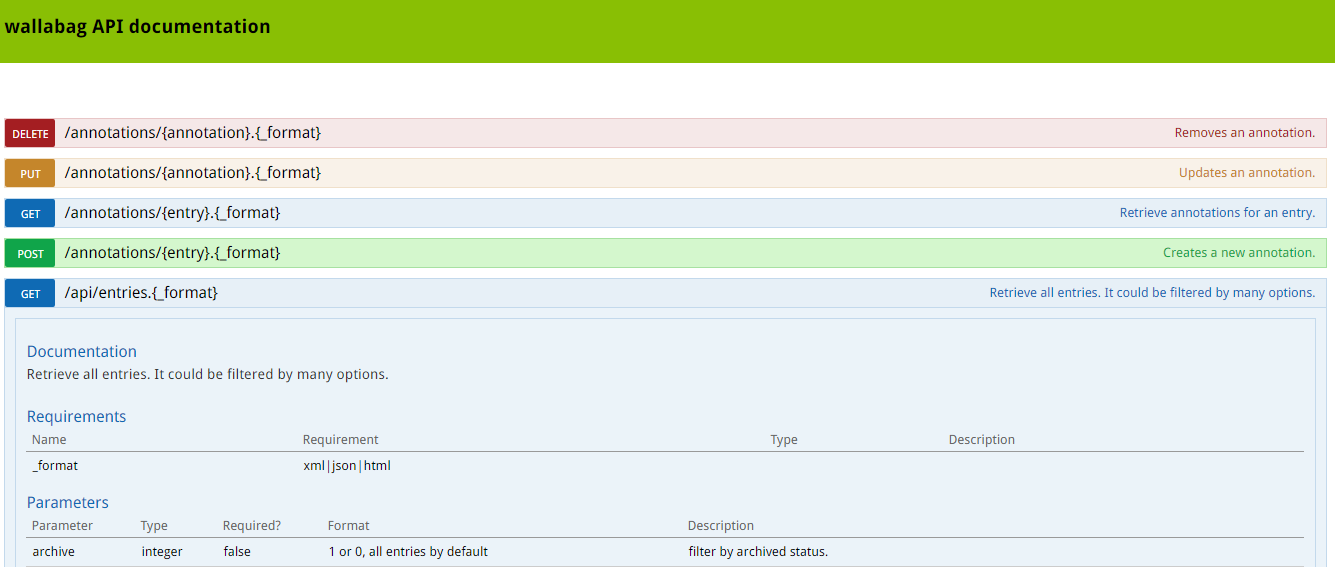 wallabag API documentation
DELETE /annotations/{annotation}.{_format} Removes an annotation.
PUT /annotations/{annotation}.{_format} Updates an annotation.
GET /annotations/{entry}.{_format} Retrieve annotations for an entry.
POST /annotations/{entry}.{_format} Creates a new annotation.
GET /api/entries.{_format} Retrieve all entries. It could be filtered by many options.
Documentation
Retrieve all entries. It could be filtered by many options.
Requirements
Name Requirement Type Description
_format xml|json|html
Parameters
Parameter Type Required? Format Description
archive integer false 1 or 0, all entries by default filter by archived status.